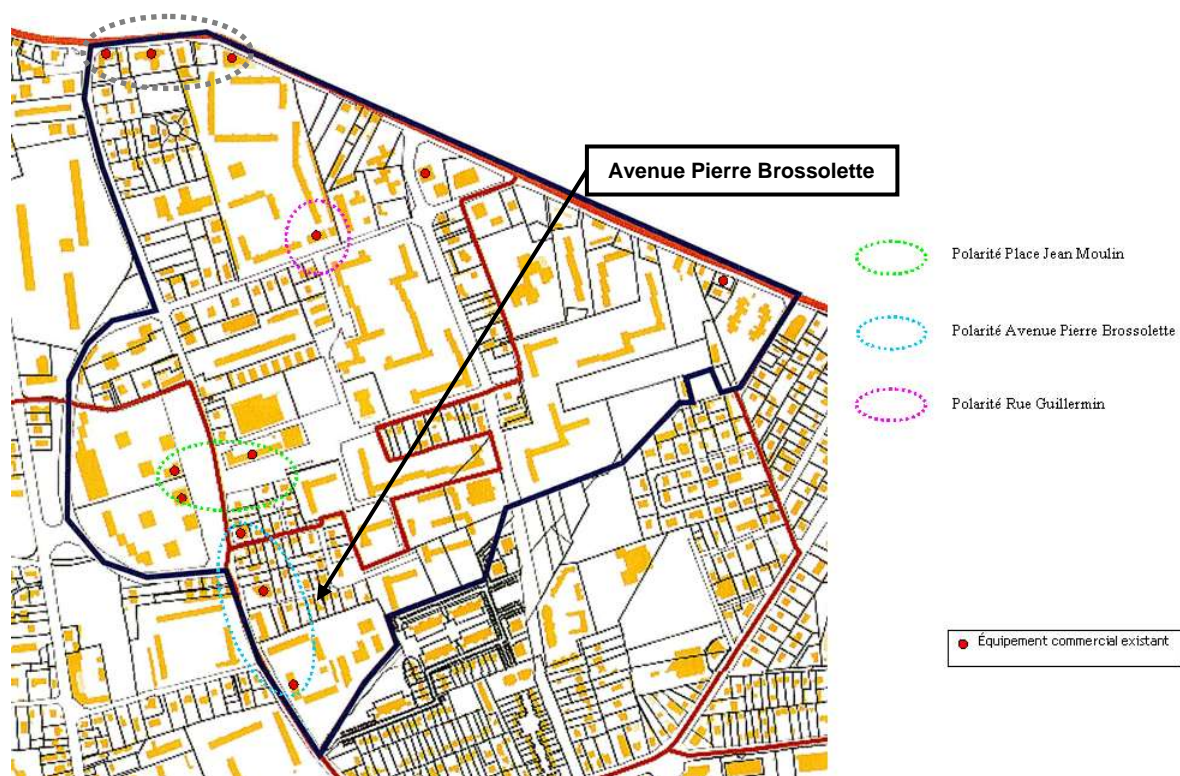 Avenue Pierre Brossolette
Polarité Place Jean Moulin
Polarité Avenue Pierre Brossolette
Polarité Rue Guillermin
Équipement commercial existant